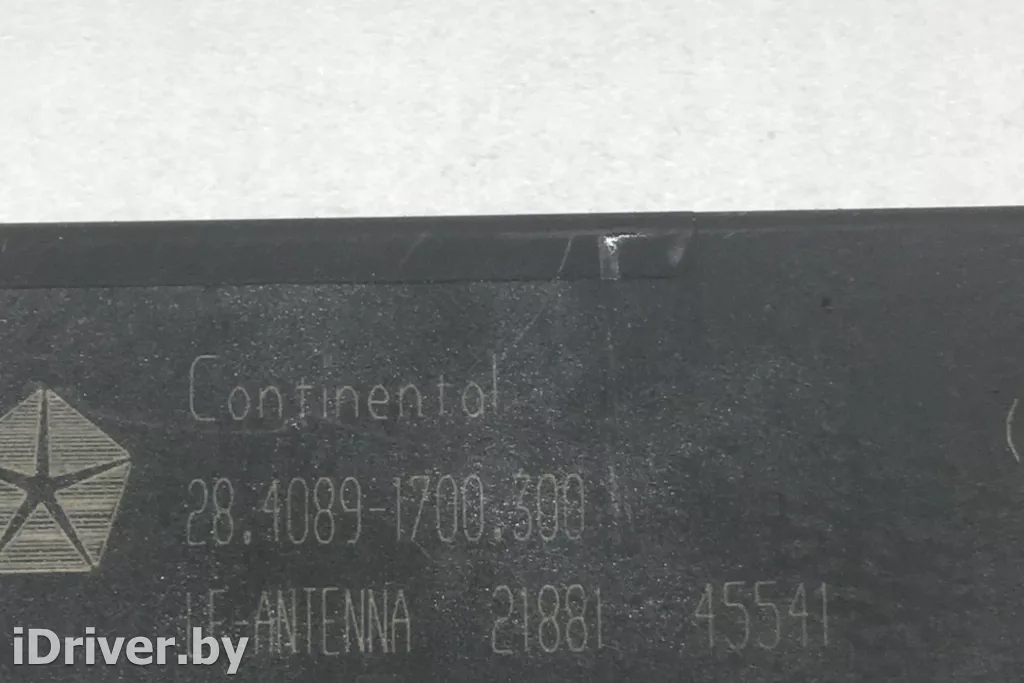 Continental
28.4089-1700.300
LF-ANTENNA 21881 45541
iDriver.by